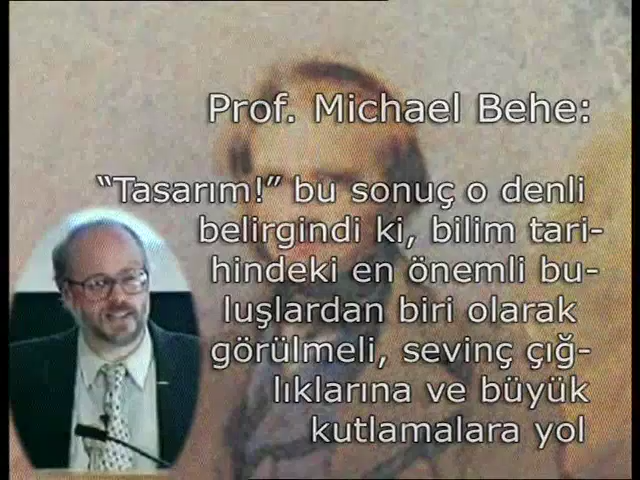 Prof. Michael Behe:
“Tasarım!” bu sonuç o denli
belirgindi ki, bilim tari-
hindeki en önemli bu-
luşlardan biri olarak
görülmeli, sevinç çığ-
lıklarına ve büyük
kutlamalara yol